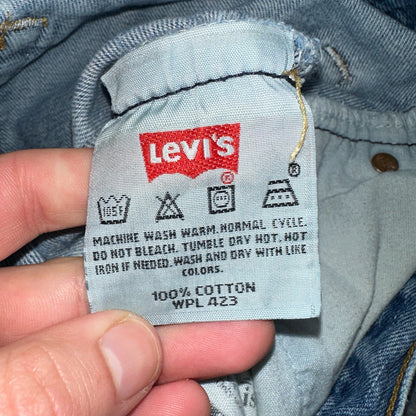 Levi's
®
105F
®
MACHINE WASH WARM. NORMAL CYCLE.
DO NOT BLEACH. TUMBLE DRY HOT. HOT
IRON IF NEEDED. WASH AND DRY WITH LIKE
COLORS.
100% COTTON
WPL 423